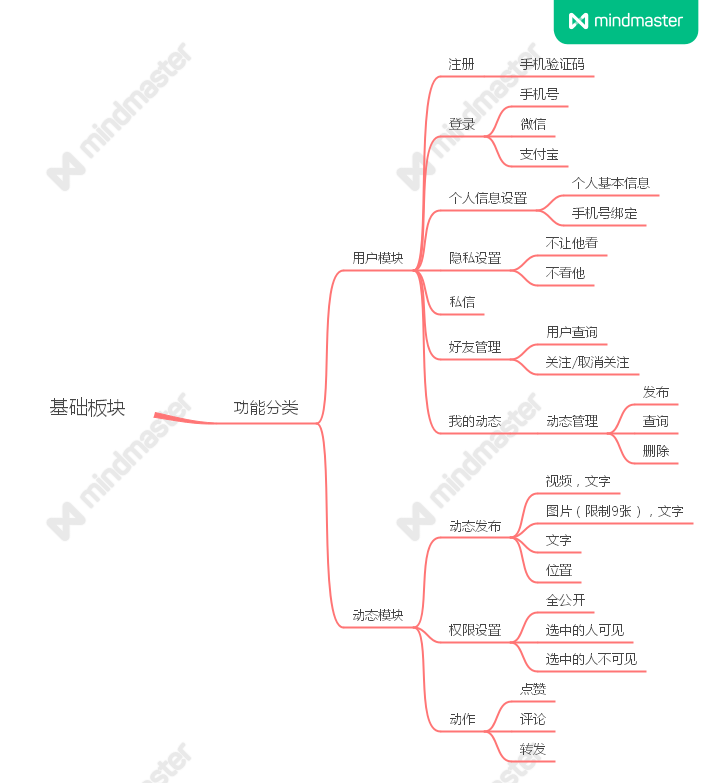 mindmaster
基础板块
功能分类
用户模块
注册
手机验证码
登录
手机号
微信
支付宝
个人信息设置
个人基本信息
手机号绑定
隐私设置
不让他看
不看他
私信
好友管理
用户查询
关注/取消关注
我的动态
动态管理
发布
查询
删除
动态模块
动态发布
视频，文字
图片（限制9张），文字
文字
位置
权限设置
全公开
选中的人可见
选中的人不可见
动作
点赞
评论
转发
mindmaster
mindmaster
mindmaster
mindmaster